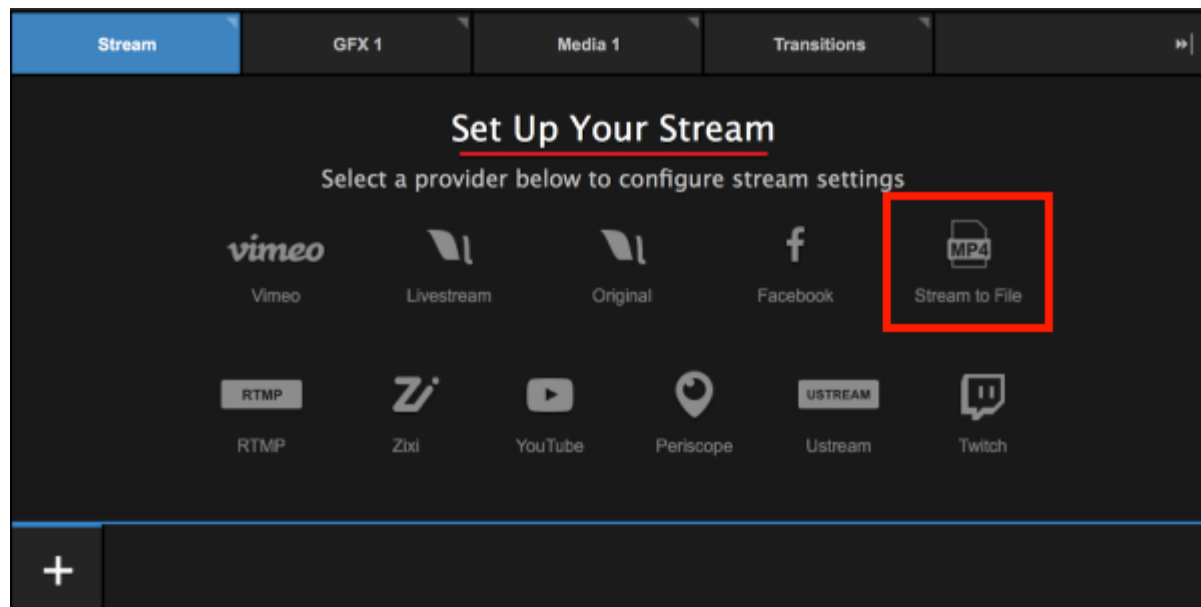 Stream GFX 1 Media 1 Transitions
Set Up Your Stream
Select a provider below to configure stream settings
vimeo f MP4
Vimeo Livestream Original Facebook Stream to File
RTMP Zi USTREAM
RTMP Zixi YouTube Periscope Ustream Twitch
+